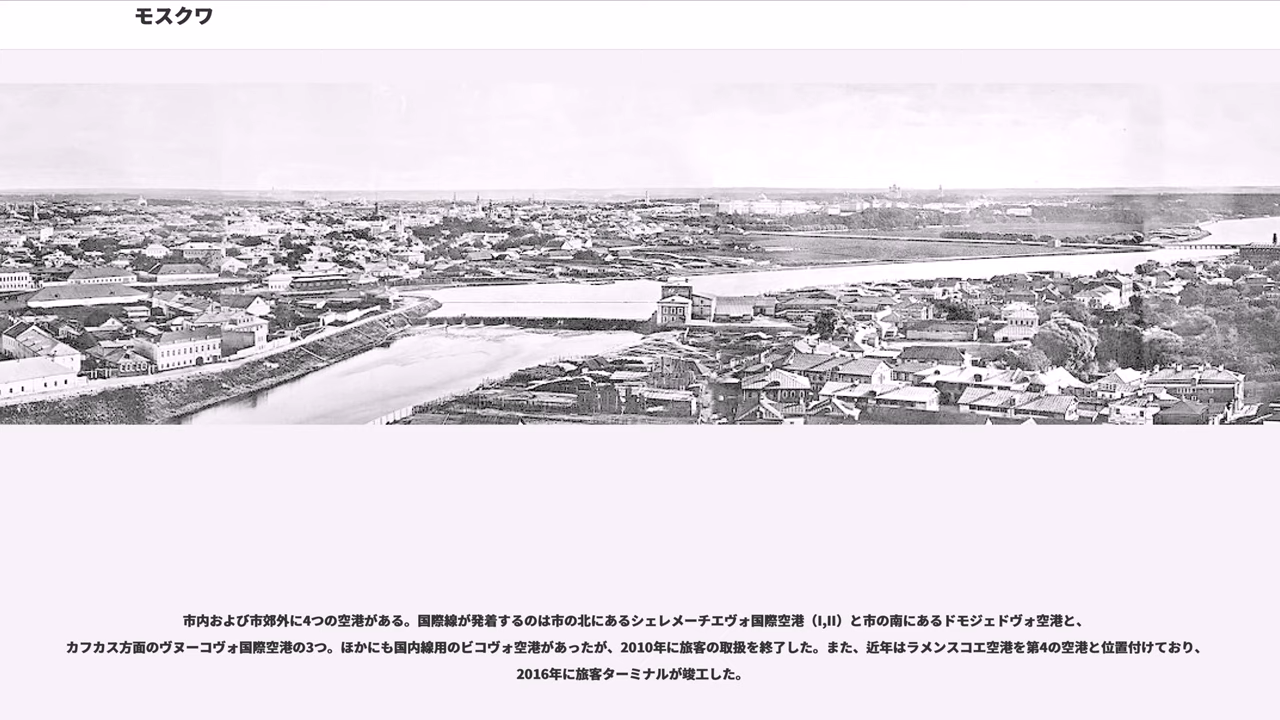 モスクワ
市内および市郊外に4つの空港がある。国際線が発着するのは市の北にあるシェレメーチエヴォ国際空港（I,II）と市の南にあるドモジェドヴォ空港と、
カフカス方面のヴヌーコヴォ国際空港の3つ。ほかにも国内線用のビコヴォ空港があったが、2010年に旅客の取扱を終了した。また、近年はラメンスコエ空港を第4の空港と位置付けており、
2016年に旅客ターミナルが竣工した。